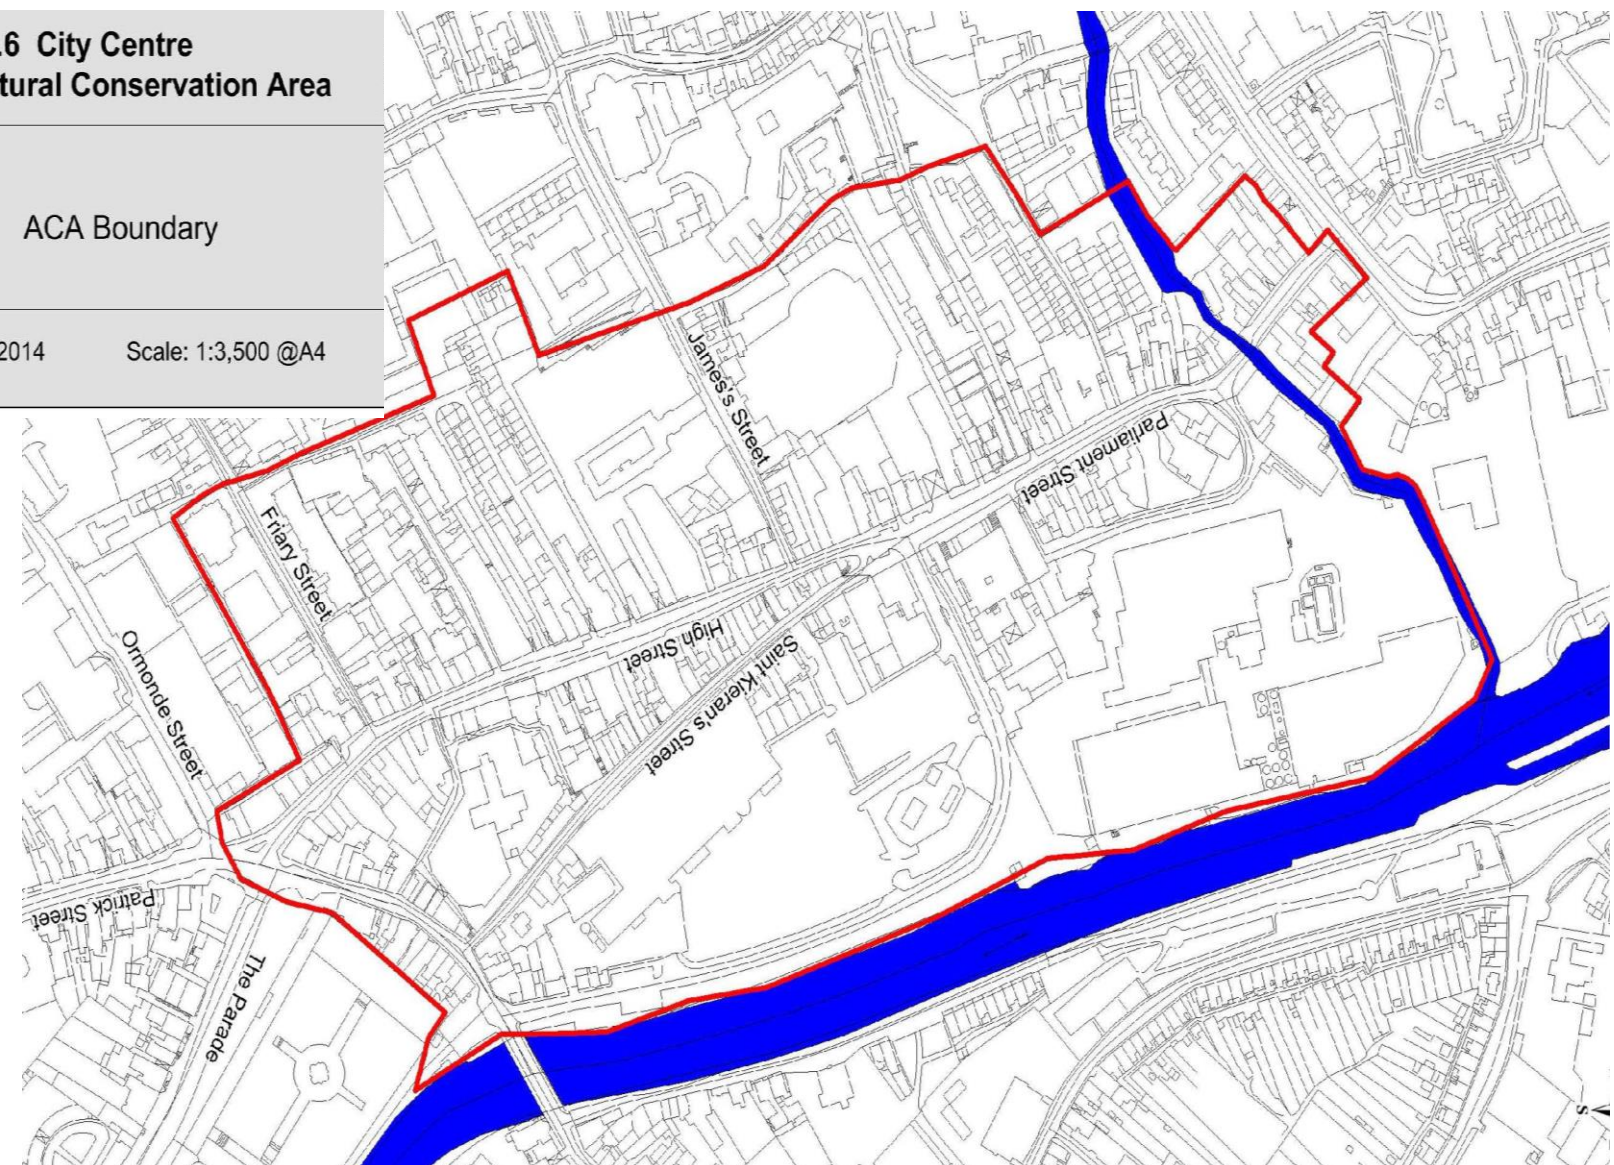 .6 City Centre
tural Conservation Area
ACA Boundary
2014 Scale: 1:3,500 @A4
James's Street
Parliament Street
Friary Street
High Street
Saint Kieran's Street
Ormonde Street
Patrick Street
The Parade
S